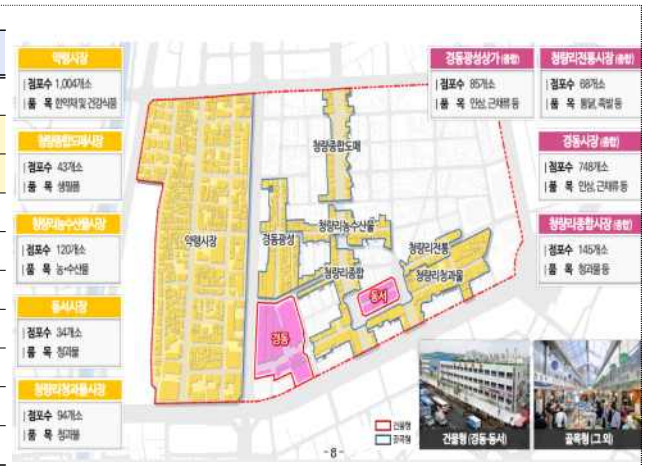 약령시장
점포수 1,004개소
품 목 한약재 및 건강식품
청량종합도매시장
점포수 43개소
품 목 생필품
청량리농수산물시장
점포수 120개소
품 목 농수산물
동서시장
점포수 34개소
품 목 청과물
청량리청과물시장
점포수 94개소
품 목 청과물
경동광성상가(종합)
점포수 85개소
품 목 인삼, 근채류 등
청량리전통시장(종합)
점포수 68개소
품 목 통닭, 족발 등
경동시장(종합)
점포수 748개소
품 목 인삼, 근채류 등
청량리종합시장(종합)
점포수 145개소
품 목 청과물 등
청량종합도매
약령시장
경동광성
청량리농수산물
청량리전통
청량리종합
청량리청과물
동서
경동
건물형
골목형
건물형(경동·동서)
골목형(그 외)
-8-